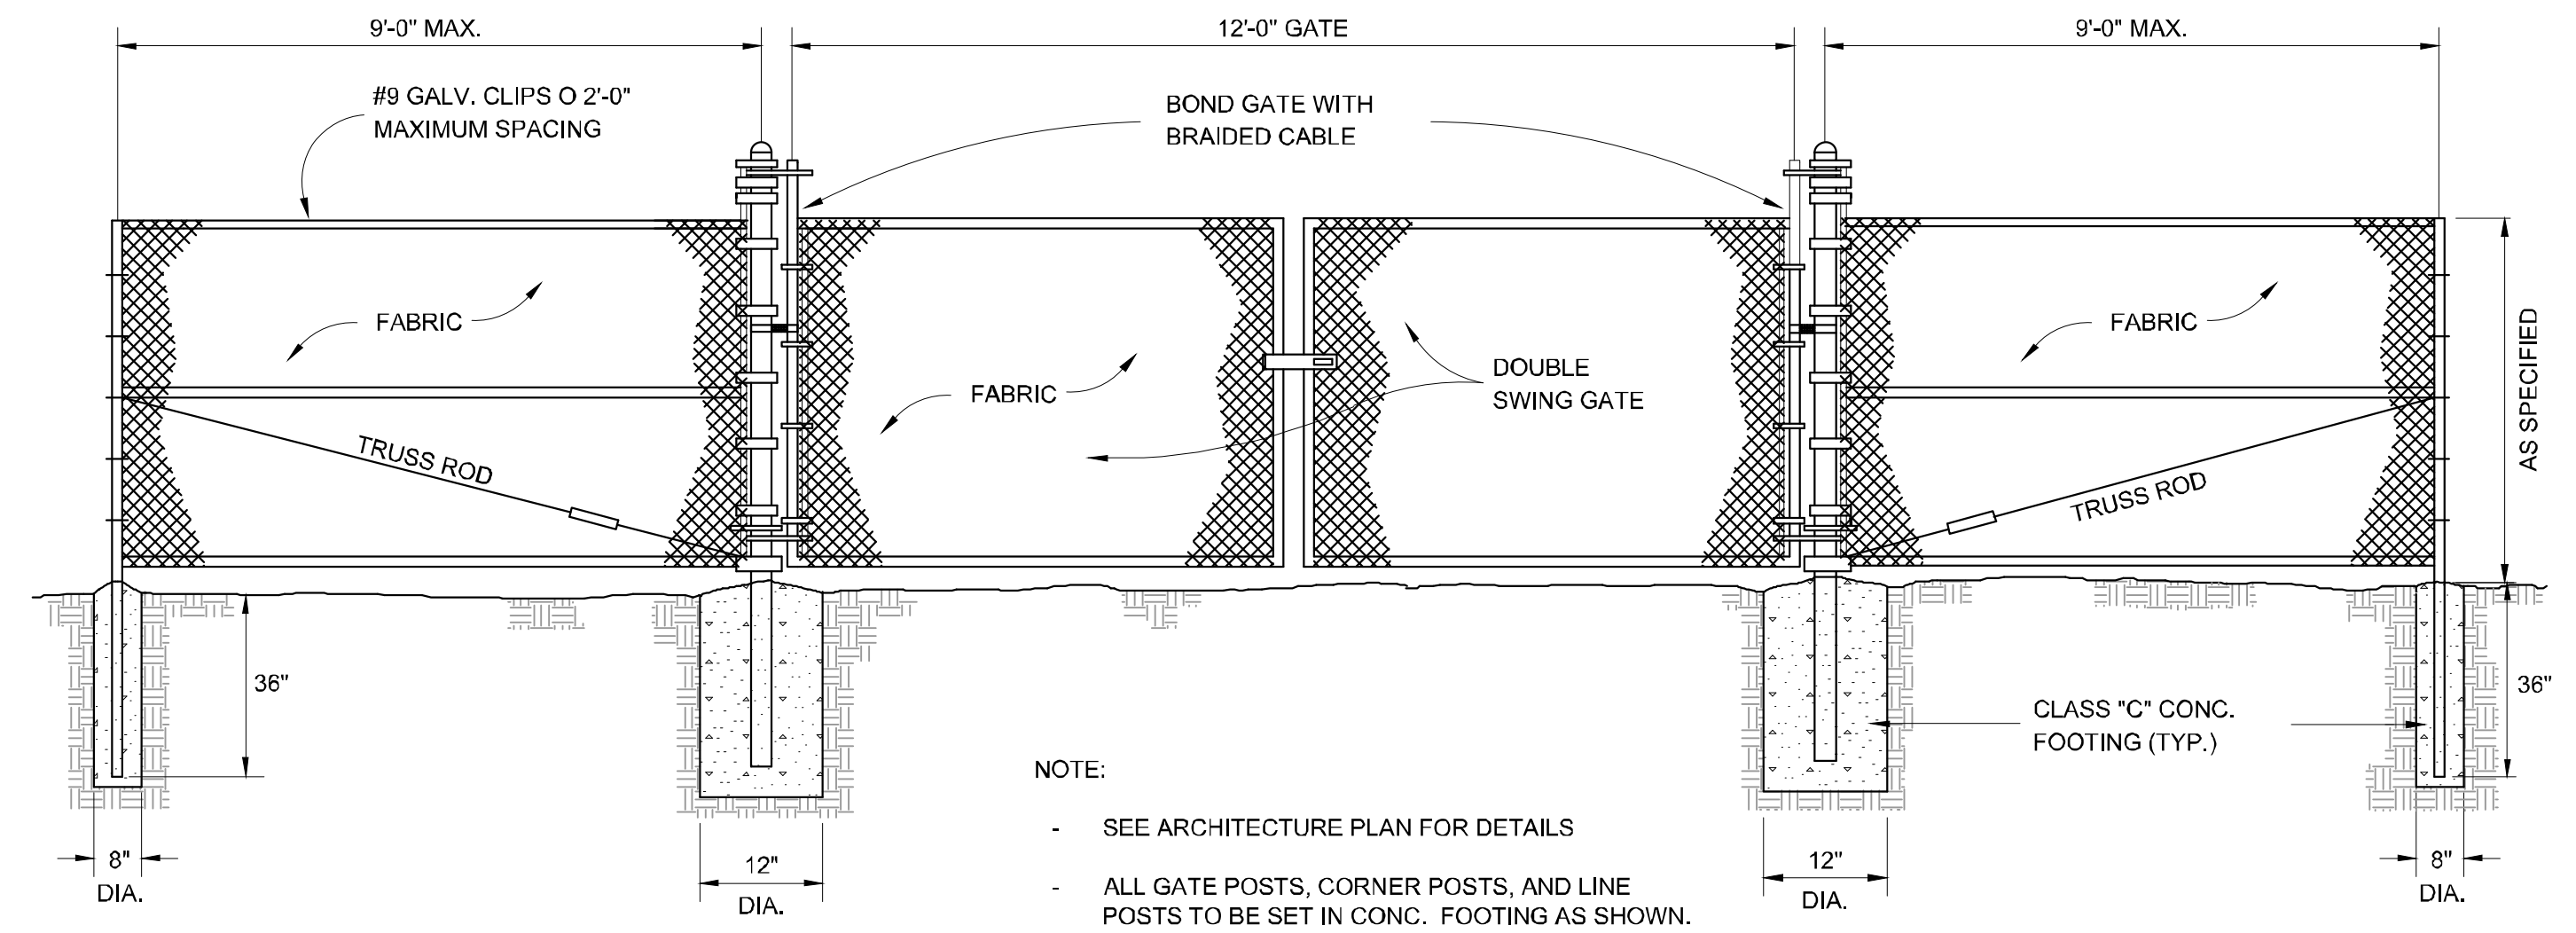 9'-0" MAX.
12'-0" GATE
9'-0" MAX.
#9 GALV. CLIPS O 2'-0"
MAXIMUM SPACING
BOND GATE WITH
BRAIDED CABLE
FABRIC
FABRIC
DOUBLE
SWING GATE
FABRIC
AS SPECIFIED
TRUSS ROD
TRUSS ROD
36"
36"
CLASS "C" CONC.
FOOTING (TYP.)
8"
DIA.
12"
DIA.
12"
DIA.
8"
DIA.
NOTE:
- SEE ARCHITECTURE PLAN FOR DETAILS
- ALL GATE POSTS, CORNER POSTS, AND LINE
POSTS TO BE SET IN CONC. FOOTING AS SHOWN.